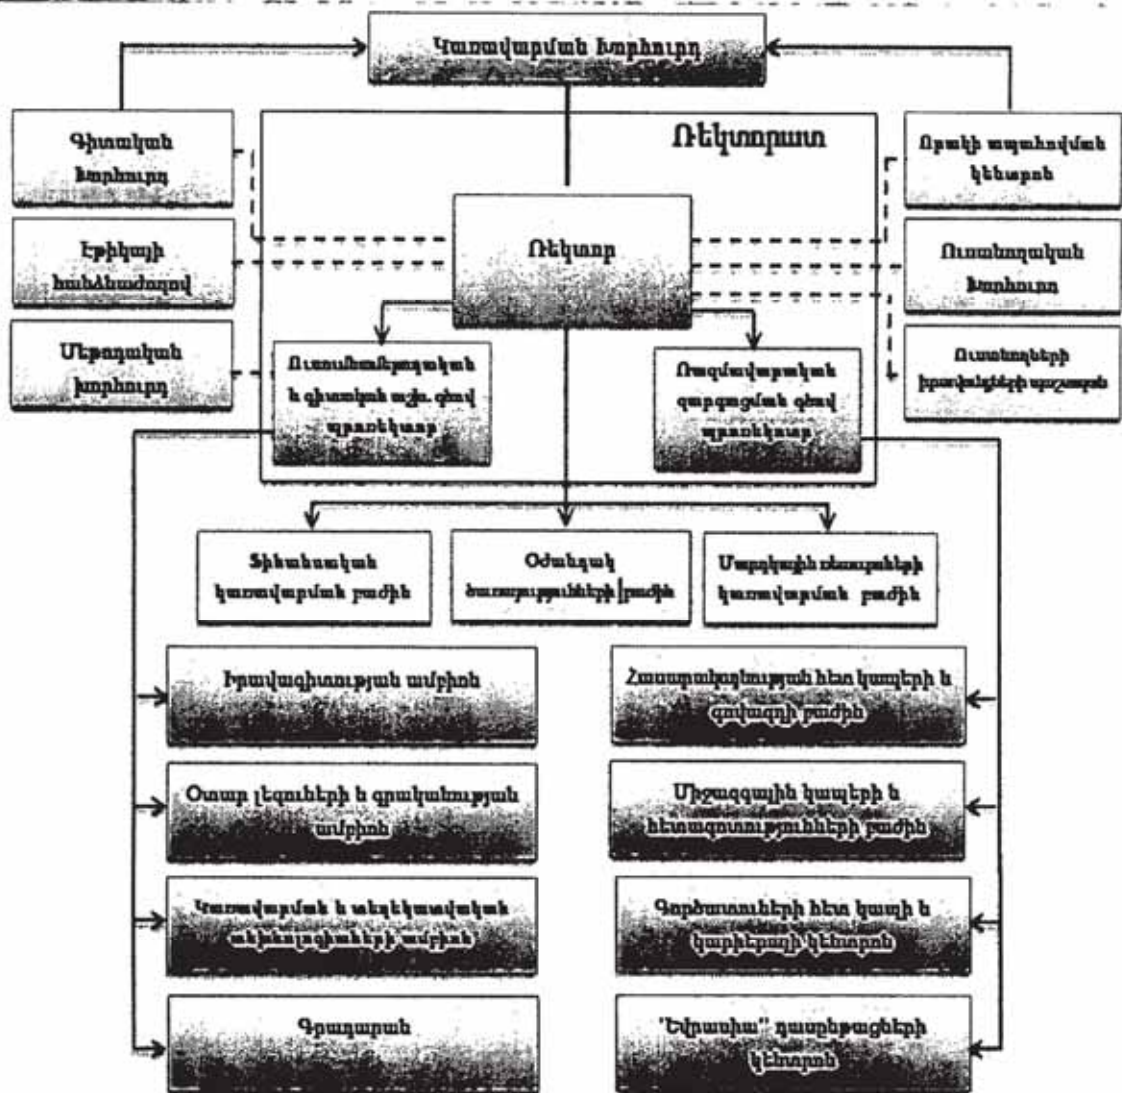 Կառավարման Խորհուրդ
Ռեկտորատ
Գիտական
Խորհուրդ
Էթիկայի
հանձնաժողով
Մեթոդական
խորհուրդ
Ռեկտոր
Որակի ապահովման
կենտրոն
Ուսանողական
Խորհուրդ
Ուսանողների
իրավունքների պաշտպան
Ուսումնամեթոդական
և գիտական աշխ. գծով
պրոռեկտոր
Ռազմավարական
զարգացման գծով
պրոռեկտոր
Ֆինանսական
կառավարման բաժին
Օժանդակ
ծառայությունների բաժին
Մարդկային ռեսուրսների
կառավարման բաժին
Իրավագիտության ամբիոն
Օտար լեզուների և գրականության
ամբիոն
Կառավարման և տեղեկատվական
տեխնոլոգիաների ամբիոն
Գրադարան
Հասարակայնության հետ կապերի և
գովազդի բաժին
Միջազգային կապերի և
հետազոտությունների բաժին
Գործատուների հետ կապի և
կարիերայի կենտրոն
"Եվրասիա" դասընթացների
կենտրոն